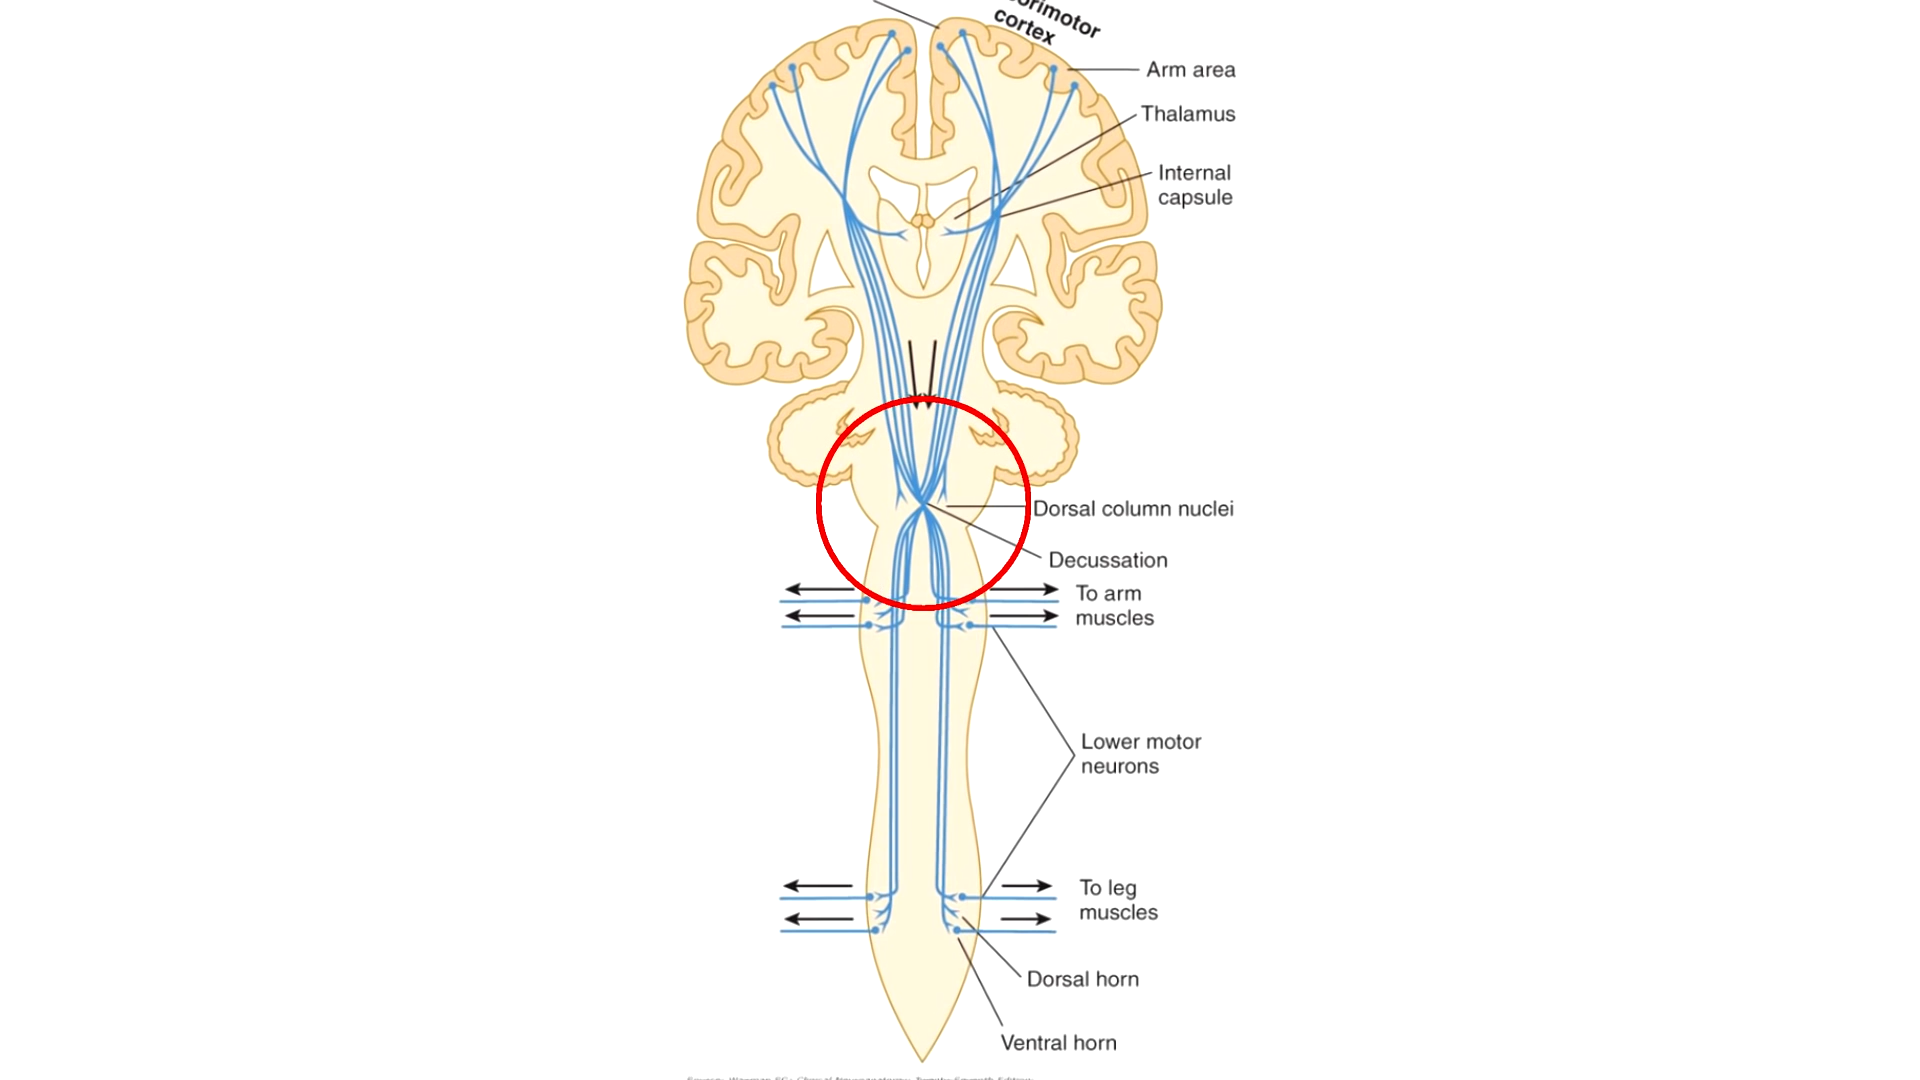 cortex
Arm area
Thalamus
Internal
capsule
Dorsal column nuclei
Decussation
To arm
muscles
Lower motor
neurons
To leg
muscles
Dorsal horn
Ventral horn